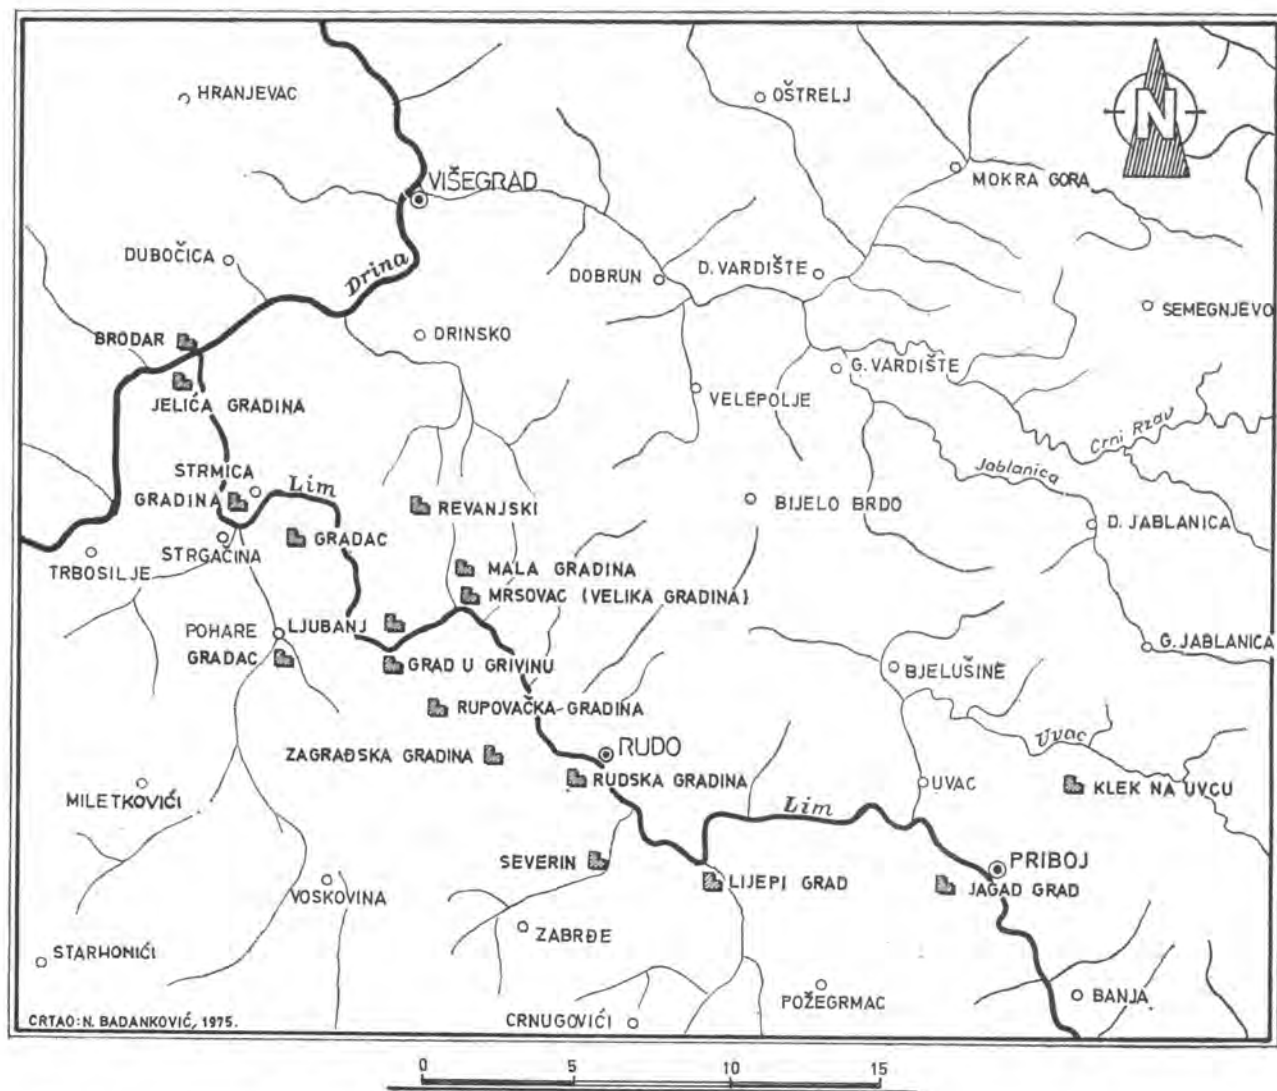 HRANJEVAC
OŠTRELJ
N
MOKRA GORA
VIŠEGRAD
DUBOČICA
Drina
DOBRUN
D. VARDIŠTE
SEMEGNJEVO
BRODAR
DRINSKO
G. VARDIŠTE
JELIĆA GRADINA
VELEPOLJE
Crni Rzav
Jablanica
STRMICA
GRADINA
Lim
REVANJSKI
BIJELO BRDO
D. JABLANICA
STRGAČINA
GRADAC
TRBOSILJE
MALA GRADINA
MRSOVAC (VELIKA GRADINA)
POHARE
LJUBANJ
GRADAC
GRAD U GRIVINU
G. JABLANICA
BJELUŠINE
RUPOVAČKA GRADINA
Uvac
ZAGRAĐSKA GRADINA
RUDO
RUDSKA GRADINA
MILETKOVIĆI
Lim
UVAC
KLEK NA UVCU
SEVERIN
LIJEPI GRAD
PRIBOJ
JAGAD GRAD
VOSKOVINA
ZABRĐE
STARHONIĆI
POŽEGRMAC
BANJA
CRNUGOVIĆI
CRTAO: N. BADANKOVIĆ, 1975.
0 5 10 15